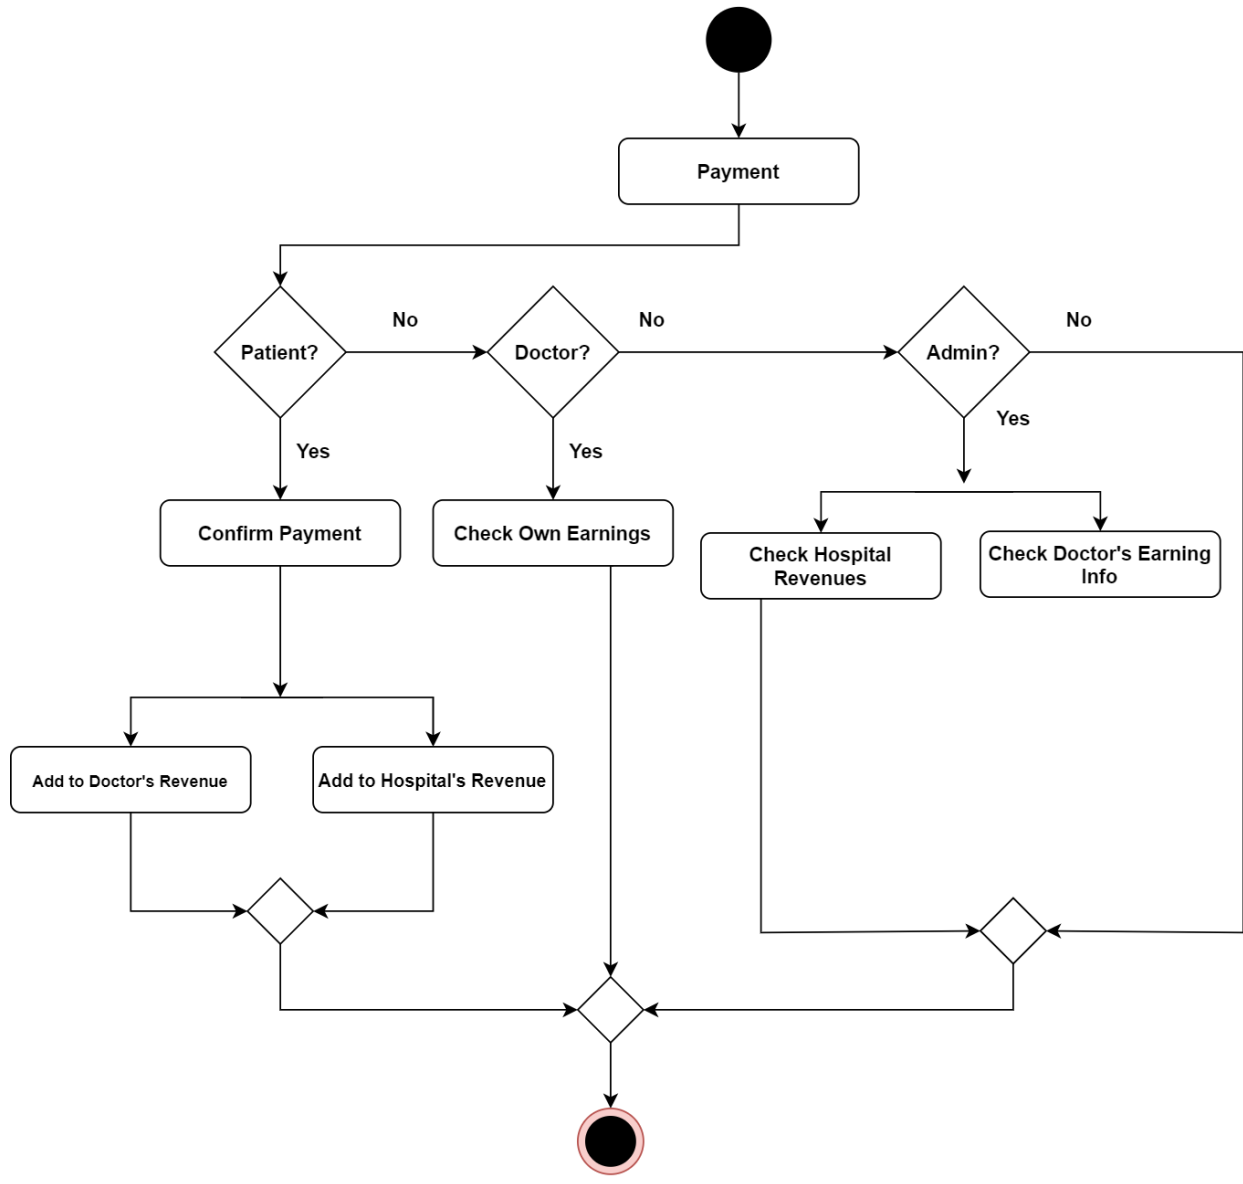 Payment
No
No
No
Patient?
Doctor?
Admin?
Yes
Yes
Yes
Confirm Payment
Check Own Earnings
Check Hospital
Revenues
Check Doctor's Earning
Info
Add to Doctor's Revenue
Add to Hospital's Revenue